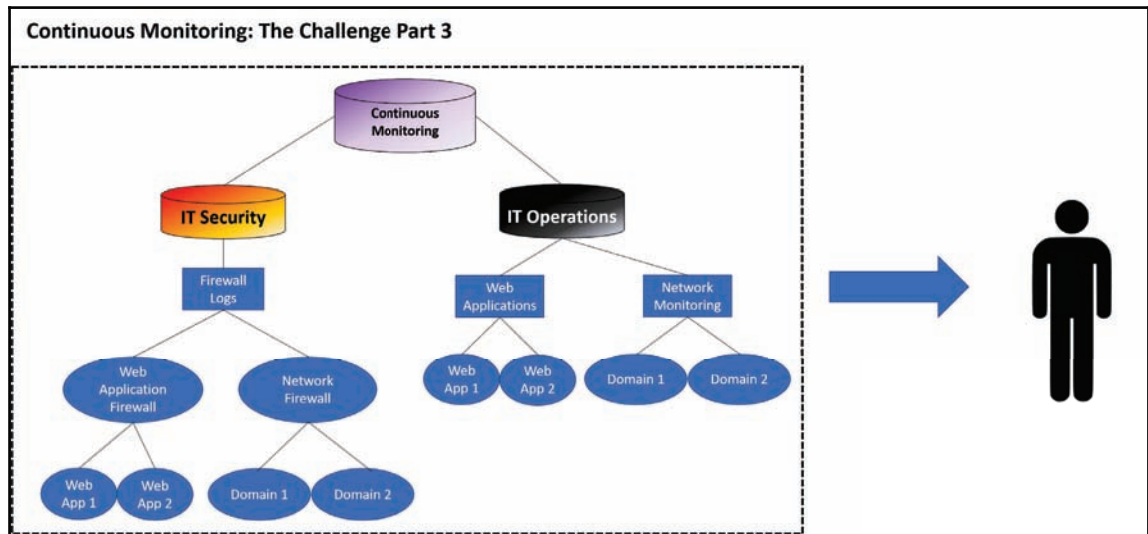 Continuous Monitoring: The Challenge Part 3
Continuous
Monitoring
IT Security
IT Operations
Firewall
Logs
Web
Applications
Network
Monitoring
Web
Application
Firewall
Network
Firewall
Web
App 1
Web
App 2
Domain 1
Domain 2
Web
App 1
Web
App 2
Domain 1
Domain 2